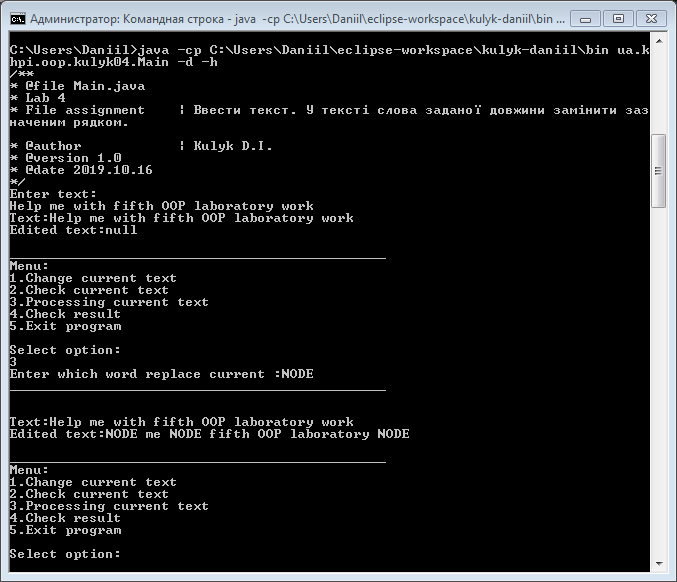 Администратор: Командная строка - java -cp C:\Users\Daniil\eclipse-workspace\kulyk-daniil\bin ...
C:\Users\Daniil>java -cp C:\Users\Daniil\eclipse-workspace\kulyk-daniil\bin ua.k
hpi.oop.kulyk04.Main -d -h
/**
* @file Main.java
* Lab 4
* File assignment    | Ввести текст. У тексті слова заданої довжини замінити заз
наченим рядком.
* @author            | Kulyk D.I.
* @version 1.0
* @date 2019.10.16
*/
Enter text:
Help me with fifth OOP laboratory work
Text:Help me with fifth OOP laboratory work
Edited text:null
_______________________________________________
Menu:
1.Change current text
2.Check current text
3.Processing current text
4.Check result
5.Exit program
Select option:
3
Enter which word replace current :NODE
_______________________________________________
Text:Help me with fifth OOP laboratory work
Edited text:NODE me NODE fifth OOP laboratory NODE
_______________________________________________
Menu:
1.Change current text
2.Check current text
3.Processing current text
4.Check result
5.Exit program
Select option: